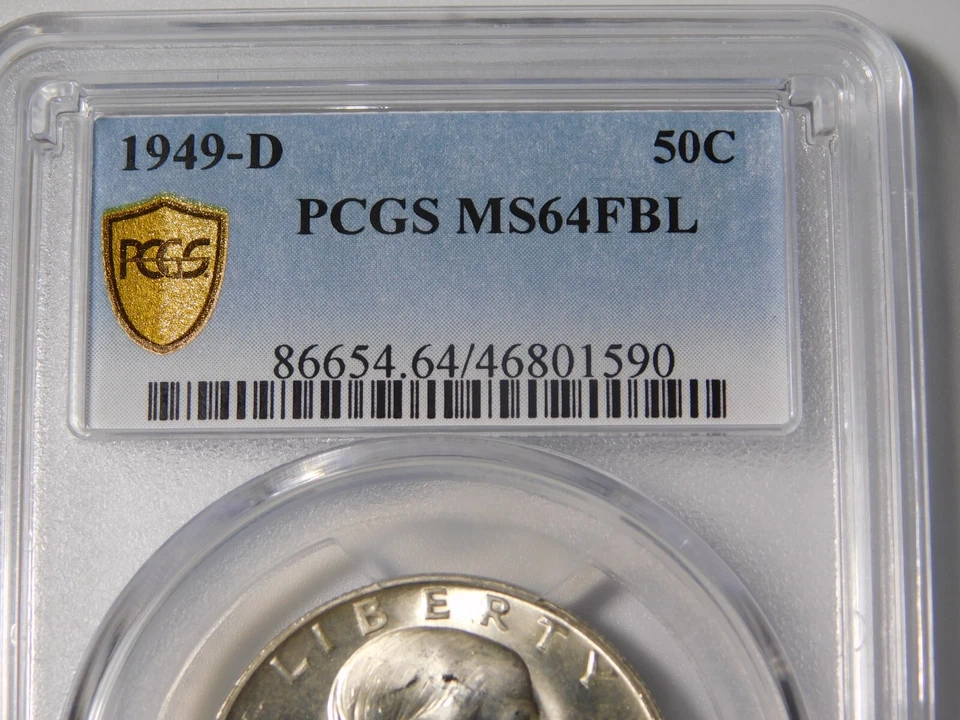 1949-D 50C
PCGS MS64FBL
PCGS
86654.64/46801590
LIBERTY